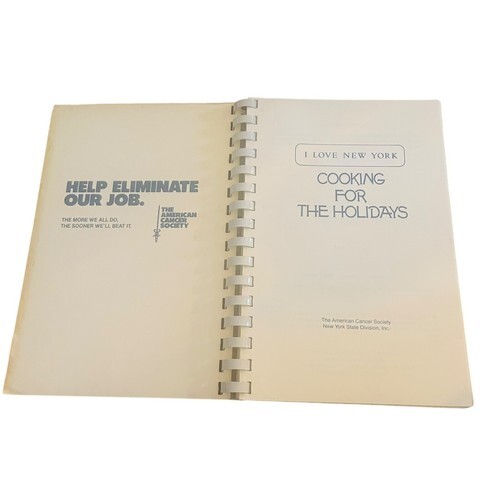 HELP ELIMINATE
OUR JOB.
THE MORE WE ALL DO,
THE SOONER WE'LL BEAT IT.
THE
AMERICAN
CANCER
SOCIETY
I LOVE NEW YORK
COOKING
FOR
THE HOLIDAYS
The American Cancer Society
New York State Division, Inc.